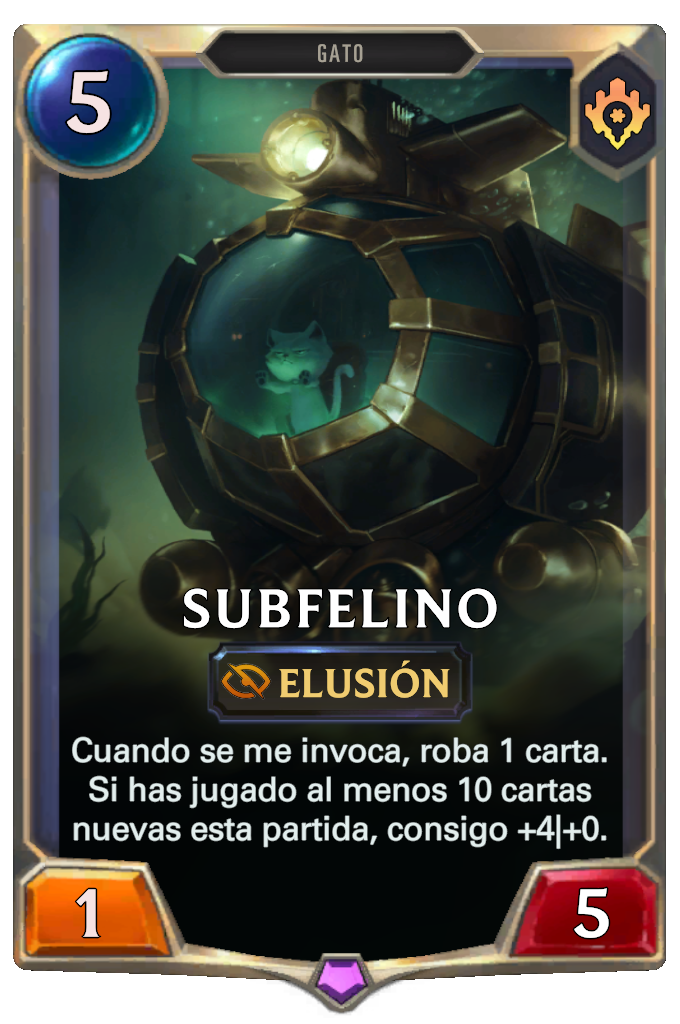 GATO
5
SUBFELINO
ELUSIÓN
Cuando se me invoca, roba 1 carta.
Si has jugado al menos 10 cartas
nuevas esta partida, consigo +4|+0.
1
5